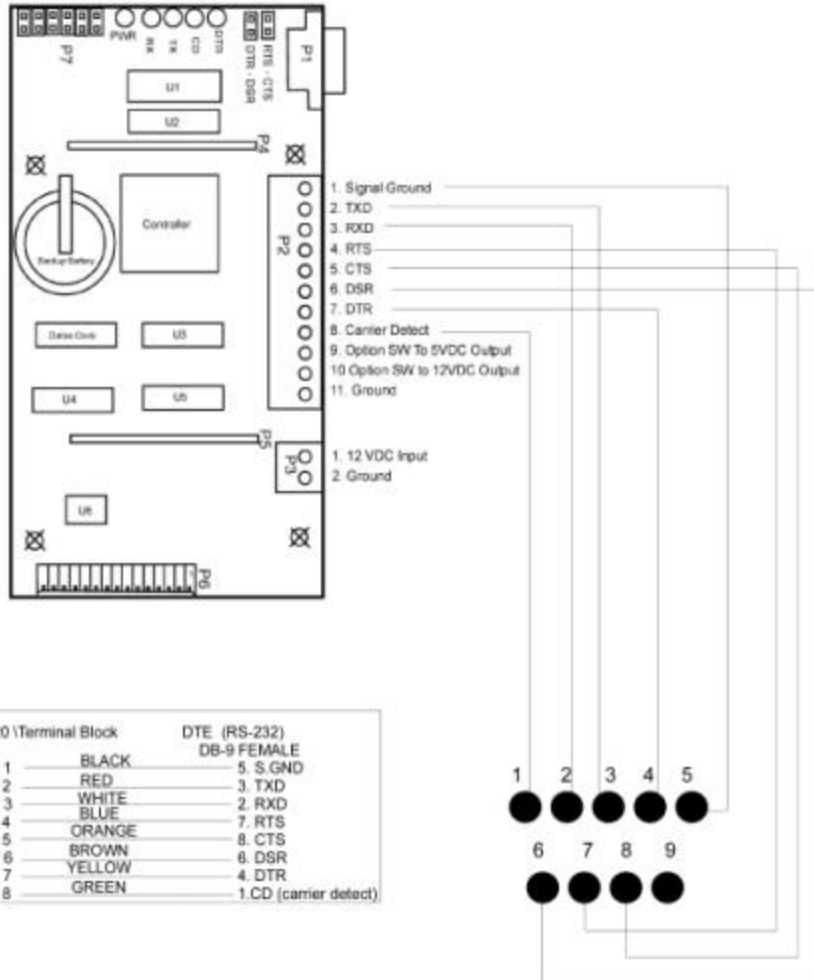 PWR
RX
TX
CD
DTR
P7
DTR - DSR
RTS - CTS
P1
U1
U2
P4
Controller
Backup Battery
P2
1. Signal Ground
2. TXD
3. RXD
4. RTS
5. CTS
6. DSR
7. DTR
8. Carrier Detect
9. Option SW To 5VDC Output
10 Option SW to 12VDC Output
11. Ground
U3
U4
U5
P5
P3
1. 12 VDC Input
2 Ground
U6
P6
0 \Terminal Block DTE (RS-232)
DB-9 FEMALE
1 BLACK 5. S.GND
2 RED 3. TXD
3 WHITE 2. RXD
4 BLUE 7. RTS
5 ORANGE 8. CTS
6 BROWN 6. DSR
7 YELLOW 4. DTR
8 GREEN 1.CD (carrier detect)
1 2 3 4 5
6 7 8 9